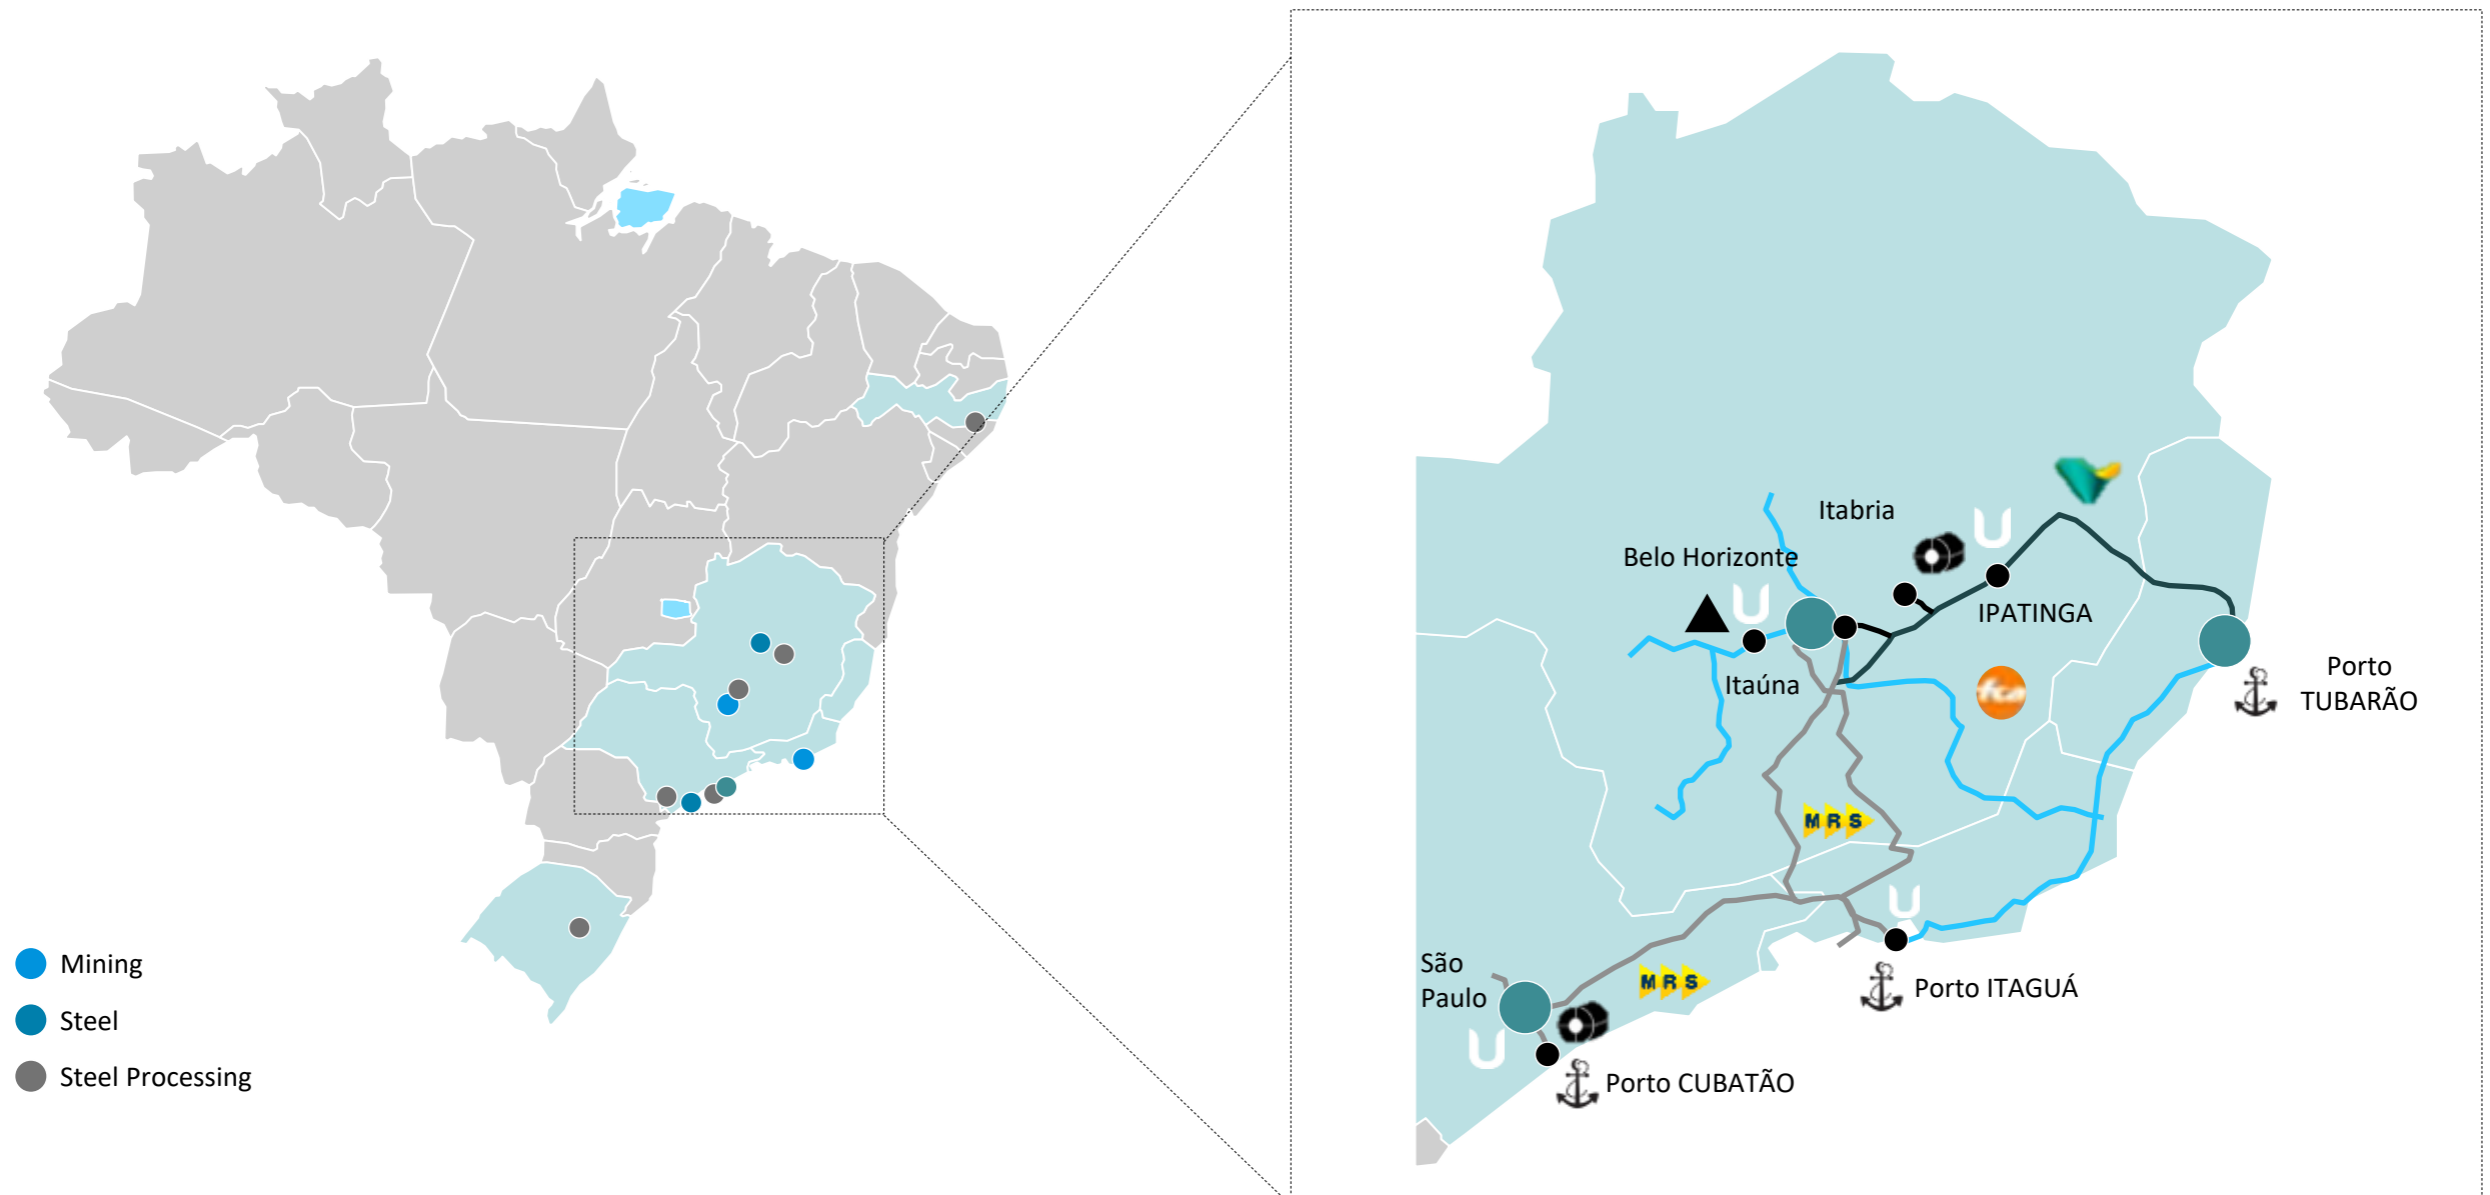 Mining
Steel
Steel Processing
Itabria
Belo Horizonte
IPATINGA
Itaúna
Porto
TUBARÃO
MRS
São
Paulo
MRS
Porto ITAGUÁ
Porto CUBATÃO
U
U
U
U